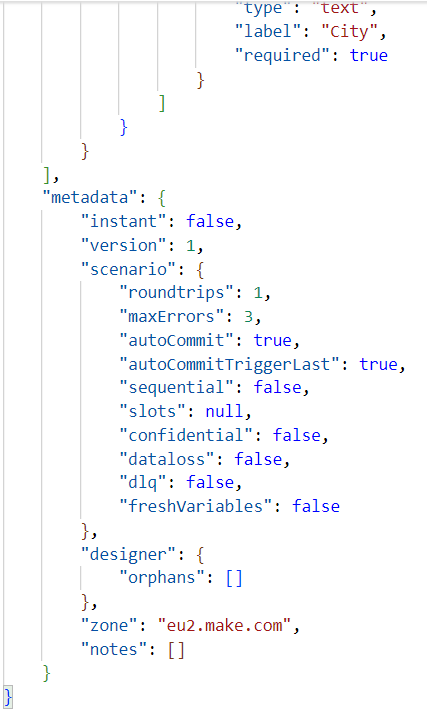 "type": "text",
"label": "City",
"required": true
}
]
}
}
],
"metadata": {
"instant": false,
"version": 1,
"scenario": {
"roundtrips": 1,
"maxErrors": 3,
"autoCommit": true,
"autoCommitTriggerLast": true,
"sequential": false,
"slots": null,
"confidential": false,
"dataloss": false,
"dlq": false,
"freshVariables": false
},
"designer": {
"orphans": []
},
"zone": "eu2.make.com",
"notes": []
}
}